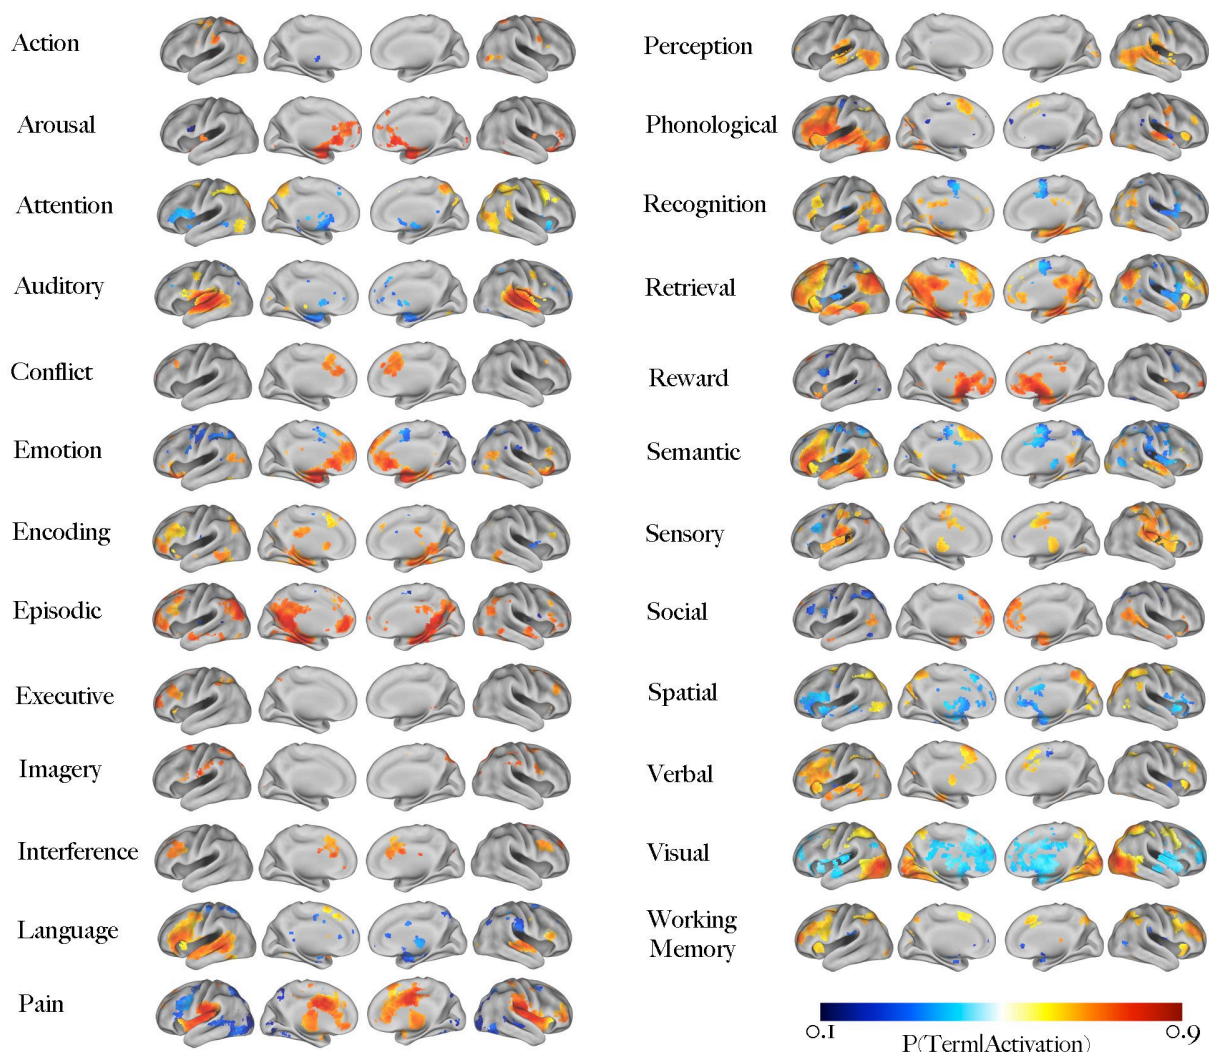 Action
Arousal
Attention
Auditory
Conflict
Emotion
Encoding
Episodic
Executive
Imagery
Interference
Language
Pain
Perception
Phonological
Recognition
Retrieval
Reward
Semantic
Sensory
Social
Spatial
Verbal
Visual
Working
Memory
0.1 0.9
P(Term|Activation)